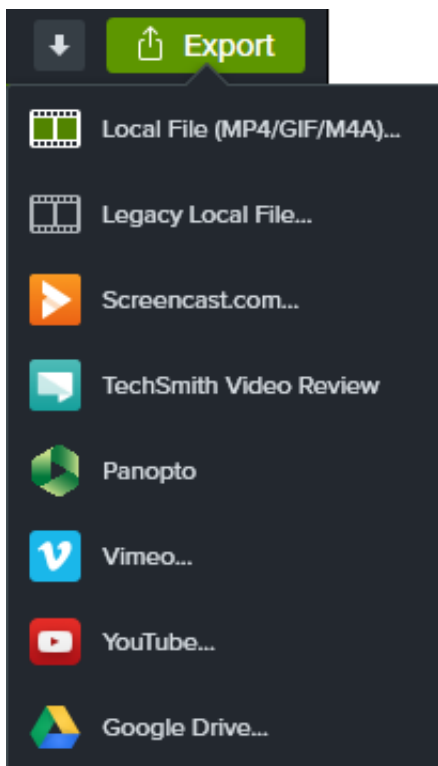 Export
Local File (MP4/GIF/M4A)...
Legacy Local File...
Screencast.com...
TechSmith Video Review
Panopto
Vimeo...
YouTube...
Google Drive...